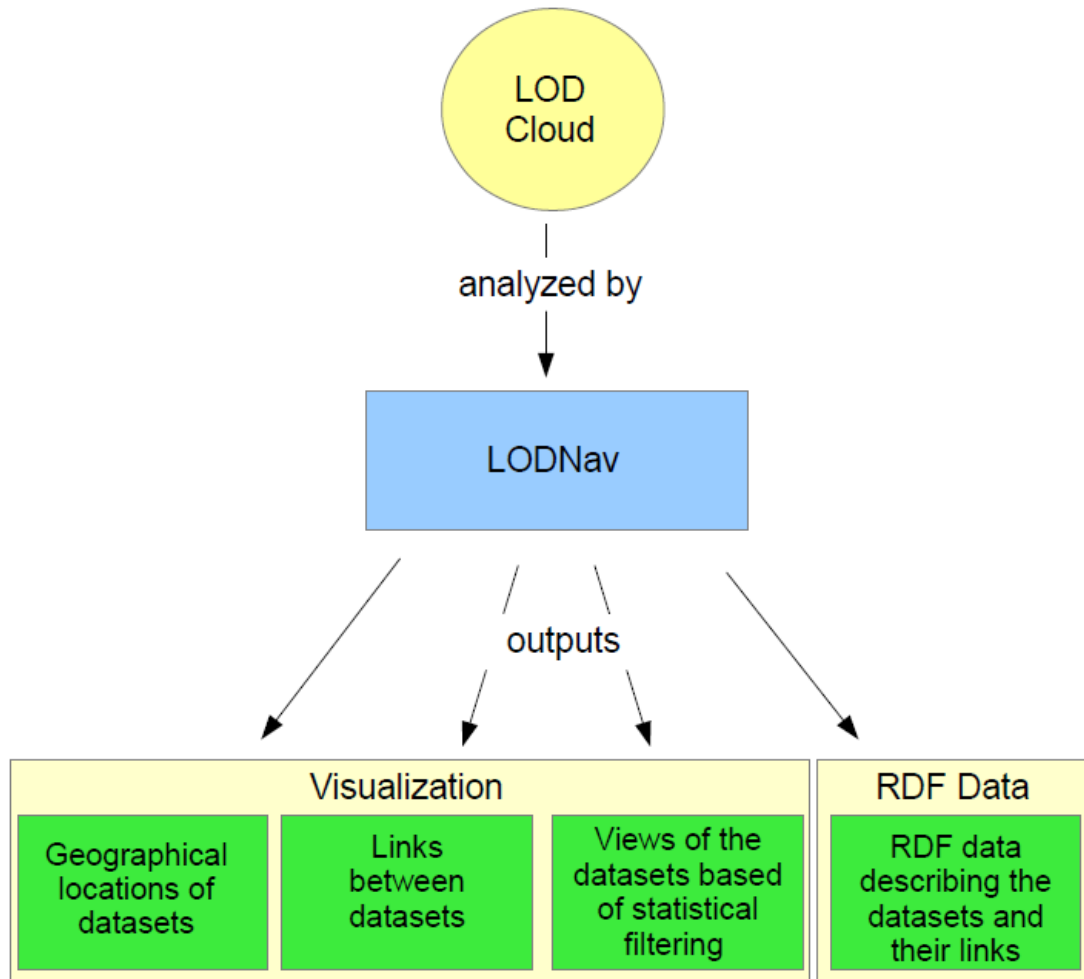 LOD
Cloud
analyzed by
LODNav
outputs
Visualization
Geographical
locations of
datasets
Links
between
datasets
Views of the
datasets based
of statistical
filtering
RDF Data
RDF data
describing the
datasets and
their links